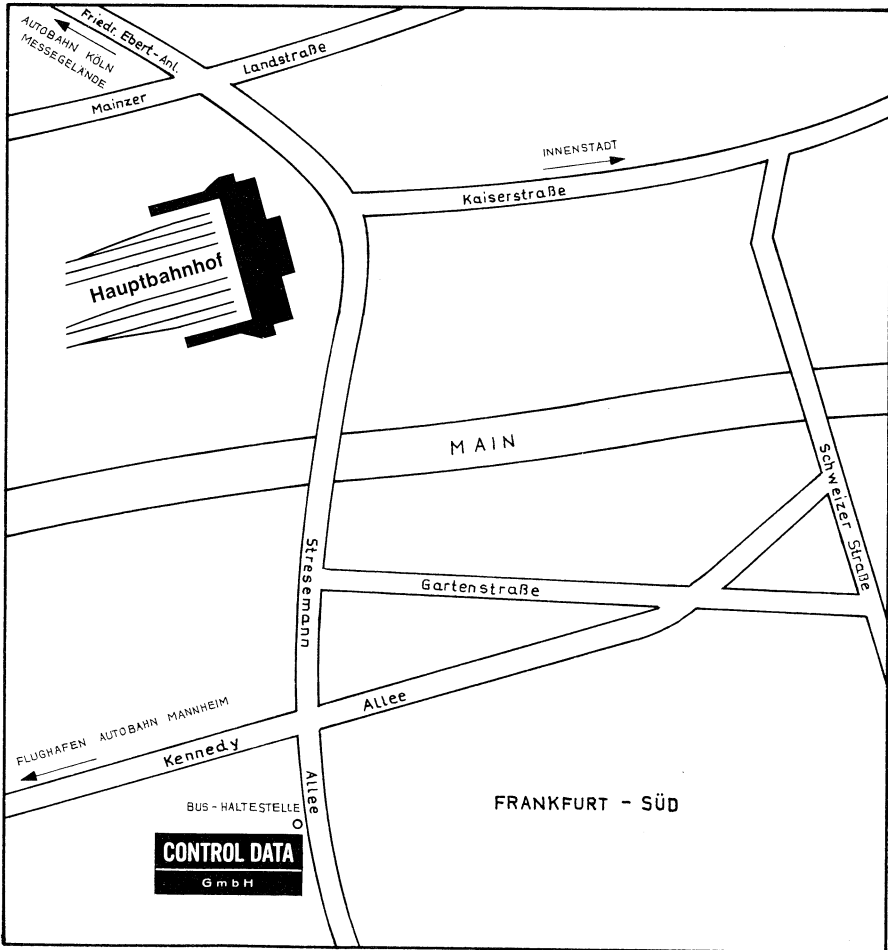 Friedr. Ebert-Anl.
AUTOBAHN KÖLN
MESSEGELÄNDE
Landstraße
Mainzer
INNENSTADT
Kaiserstraße
Hauptbahnhof
MAIN
Schweizer Straße
Stresemann
Gartenstraße
Allee
FLUGHAFEN AUTOBAHN MANNHEIM
Kennedy
Allee
BUS-HALTESTELLE
FRANKFURT - SÜD
CONTROL DATA
GmbH